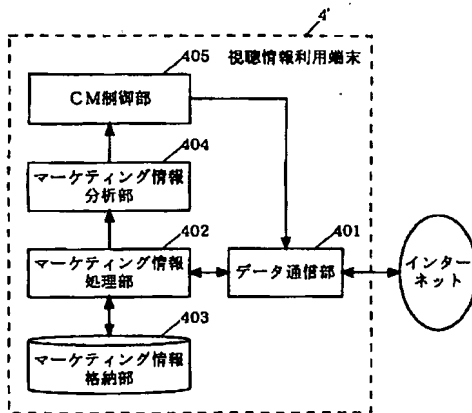 4'
405
視聴情報利用端末
CM制御部
404
マーケティング情報
分析部
402
マーケティング情報
処理部
401
データ通信部
インター
ネット
403
マーケティング情報
格納部